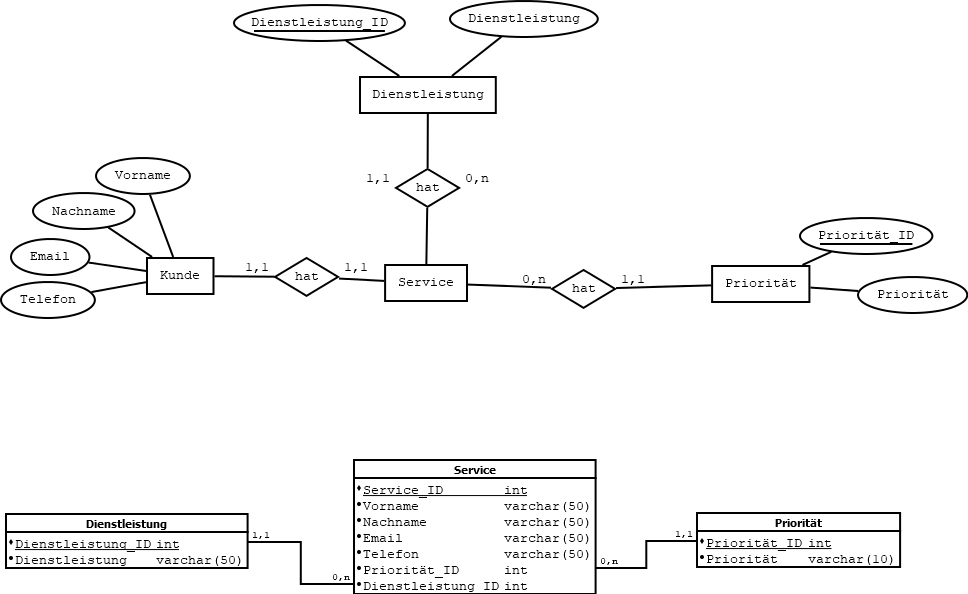 Dienstleistung_ID
Dienstleistung
Dienstleistung
1,1
hat
0,n
Vorname
Nachname
Email
Telefon
Kunde
1,1
hat
1,1
Service
0,n
hat
1,1
Priorität
Priorität_ID
Priorität
Dienstleistung
Dienstleistung_ID int
Dienstleistung varchar(50)
1,1
0,n
Service
Service_ID int
Vorname varchar(50)
Nachname varchar(50)
Email varchar(50)
Telefon varchar(50)
Priorität_ID int
Dienstleistung_ID int
0,n
1,1
Priorität
Priorität_ID int
Priorität varchar(10)